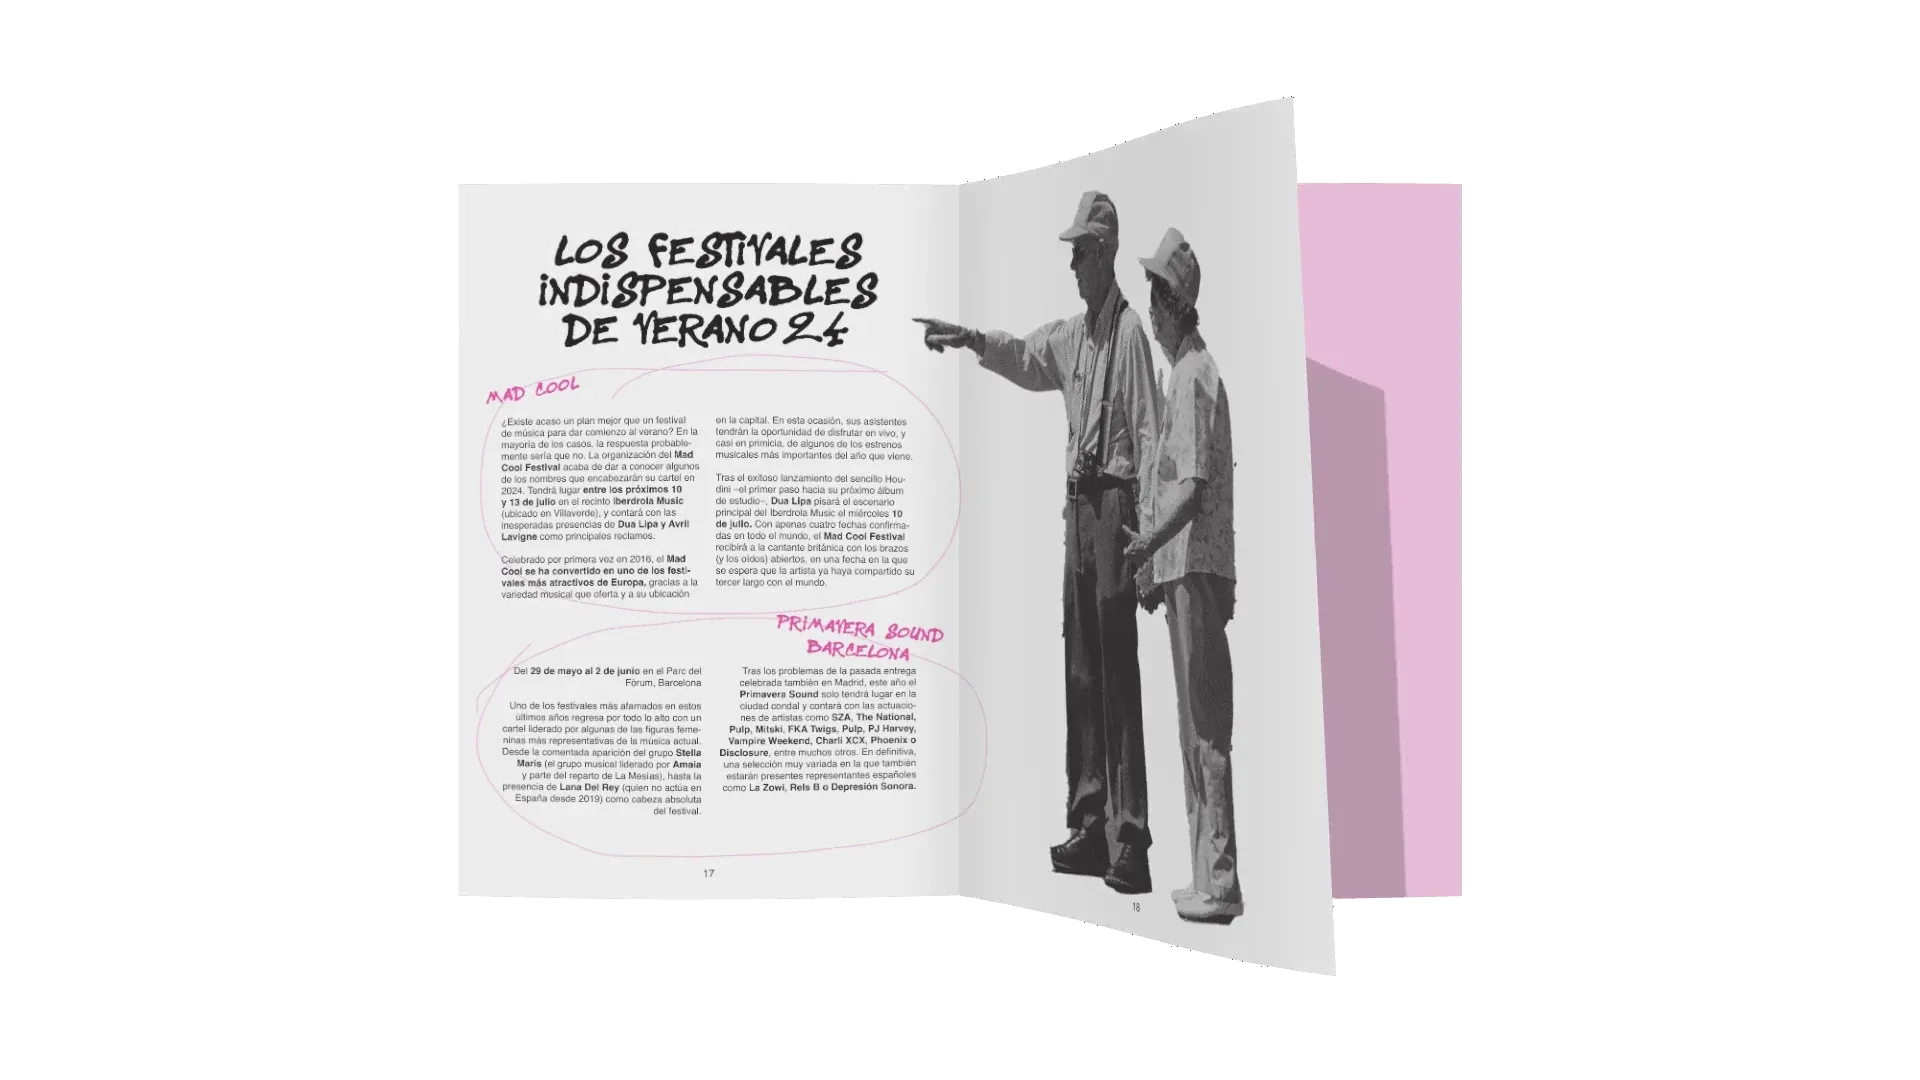 LOS FESTIVALES
INDISPENSABLES
DE VERANO 24
MAD COOL
¿Existe acaso un plan mejor que un festival
de música para dar comienzo al verano? En la
mayoría de los casos, la respuesta probable-
mente sería que no. La organización del Mad
Cool Festival acaba de dar a conocer algunos
de los nombres que encabezarán su cartel en
2024. Tendrá lugar entre los próximos 10
y 13 de julio en el recinto Iberdrola Music
(ubicado en Villaverde), y contará con las
inesperadas presencias de Dua Lipa y Avril
Lavigne como principales reclamos.
Celebrado por primera vez en 2016, el Mad
Cool se ha convertido en uno de los festi-
vales más atractivos de Europa, gracias a la
variedad musical que oferta y a su ubicación
en la capital. En esta ocasión, sus asistentes
tendrán la oportunidad de disfrutar en vivo, y
casi en primicia, de algunos de los estrenos
musicales más importantes del año que viene.
Tras el exitoso lanzamiento del sencillo Hou-
dini –el primer paso hacia su próximo álbum
de estudio–, Dua Lipa pisará el escenario
principal del Iberdrola Music el miércoles 10
de julio. Con apenas cuatro fechas confirma-
das en todo el mundo, el Mad Cool Festival
recibirá a la cantante británica con los brazos
(y los oídos) abiertos, en una fecha en la que
se espera que la artista ya haya compartido su
tercer largo con el mundo.
PRIMAVERA SOUND
BARCELONA
Del 29 de mayo al 2 de junio en el Parc del
Fòrum, Barcelona
Uno de los festivales más afamados en estos
últimos años regresa por todo lo alto con un
cartel liderado por algunas de las figuras feme-
ninas más representativas de la música actual.
Desde la comentada aparición del grupo Stella
Maris (el grupo musical liderado por Amaia
y parte del reparto de La Mesías), hasta la
presencia de Lana Del Rey (quien no actúa en
España desde 2019) como cabeza absoluta
del festival.
Tras los problemas de la pasada entrega
celebrada también en Madrid, este año el
Primavera Sound solo tendrá lugar en la
ciudad condal y contará con las actuacio-
nes de artistas como SZA, The National,
Pulp, Mitski, FKA Twigs, Pulp, PJ Harvey,
Vampire Weekend, Charli XCX, Phoenix o
Disclosure, entre muchos otros. En definitiva,
una selección muy variada en la que también
estarán presentes representantes españoles
como La Zowi, Rels B o Depresión Sonora.
17
18